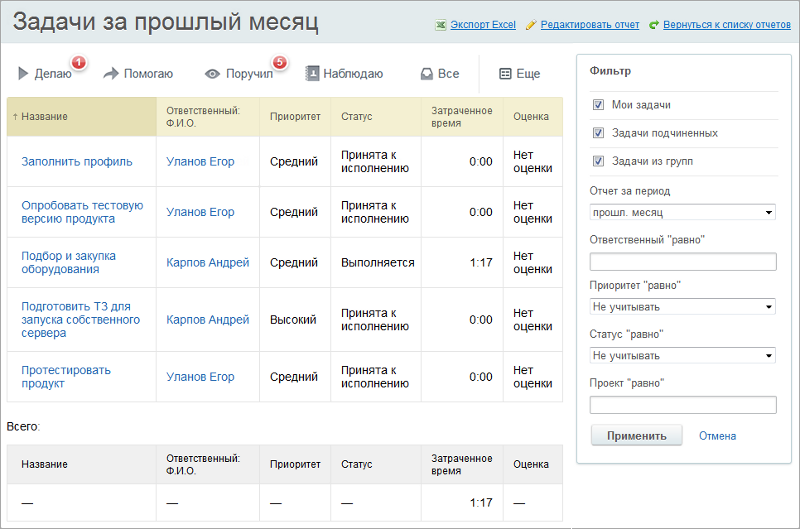 Задачи за прошлый месяц
Экспорт Excel Редактировать отчет Вернуться к списку отчетов
Делаю 1 Помогаю Поручил 5 Наблюдаю Все Еще
↑ Название Ответственный: Ф.И.О. Приоритет Статус Затраченное время Оценка
Заполнить профиль Уланов Егор Средний Принята к исполнению 0:00 Нет оценки
Опробовать тестовую версию продукта Уланов Егор Средний Принята к исполнению 0:00 Нет оценки
Подбор и закупка оборудования Карпов Андрей Средний Выполняется 1:17 Нет оценки
Подготовить ТЗ для запуска собственного сервера Карпов Андрей Высокий Принята к исполнению 0:00 Нет оценки
Протестировать продукт Уланов Егор Средний Принята к исполнению 0:00 Нет оценки
Всего:
Название Ответственный: Ф.И.О. Приоритет Статус Затраченное время Оценка
— — — — 1:17 —
Фильтр
Мои задачи
Задачи подчиненных
Задачи из групп
Отчет за период
прошл. месяц
Ответственный "равно"
Приоритет "равно"
Не учитывать
Статус "равно"
Не учитывать
Проект "равно"
Применить Отмена